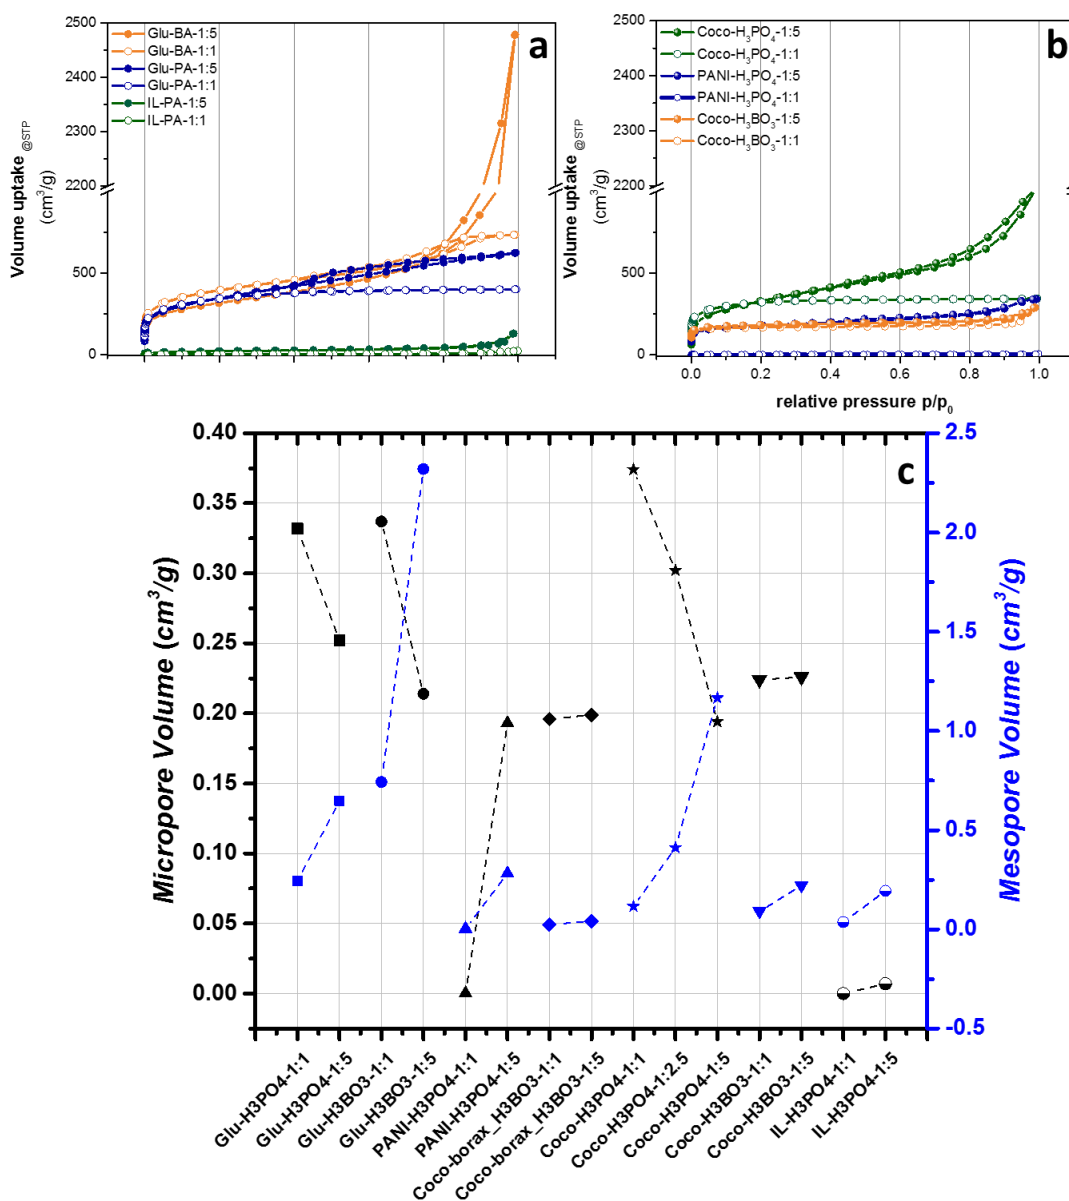 a
Glu-BA-1:5
Glu-BA-1:1
Glu-PA-1:5
Glu-PA-1:1
IL-PA-1:5
IL-PA-1:1
2500
2400
2300
2200
500
0
Volume uptake @STP
(cm³/g)
b
Coco-H₃PO₄-1:5
Coco-H₃PO₄-1:1
PANI-H₃PO₄-1:5
PANI-H₃PO₄-1:1
Coco-H₃BO₃-1:5
Coco-H₃BO₃-1:1
2500
2400
2300
2200
500
0
Volume uptake @STP
(cm³/g)
0.0 0.2 0.4 0.6 0.8 1.0
relative pressure p/p₀
c
0.40
0.35
0.30
0.25
0.20
0.15
0.10
0.05
0.00
Micropore Volume (cm³/g)
2.5
2.0
1.5
1.0
0.5
0.0
-0.5
Mesopore Volume (cm³/g)
Glu-H3PO4-1:1
Glu-H3PO4-1:5
Glu-H3BO3-1:1
Glu-H3BO3-1:5
PANI-H3PO4-1:1
PANI-H3PO4-1:5
Coco-borax_H3BO3-1:1
Coco-borax_H3BO3-1:5
Coco-H3PO4-1:1
Coco-H3PO4-1:2.5
Coco-H3PO4-1:5
Coco-H3BO3-1:1
Coco-H3BO3-1:5
IL-H3PO4-1:1
IL-H3PO4-1:5